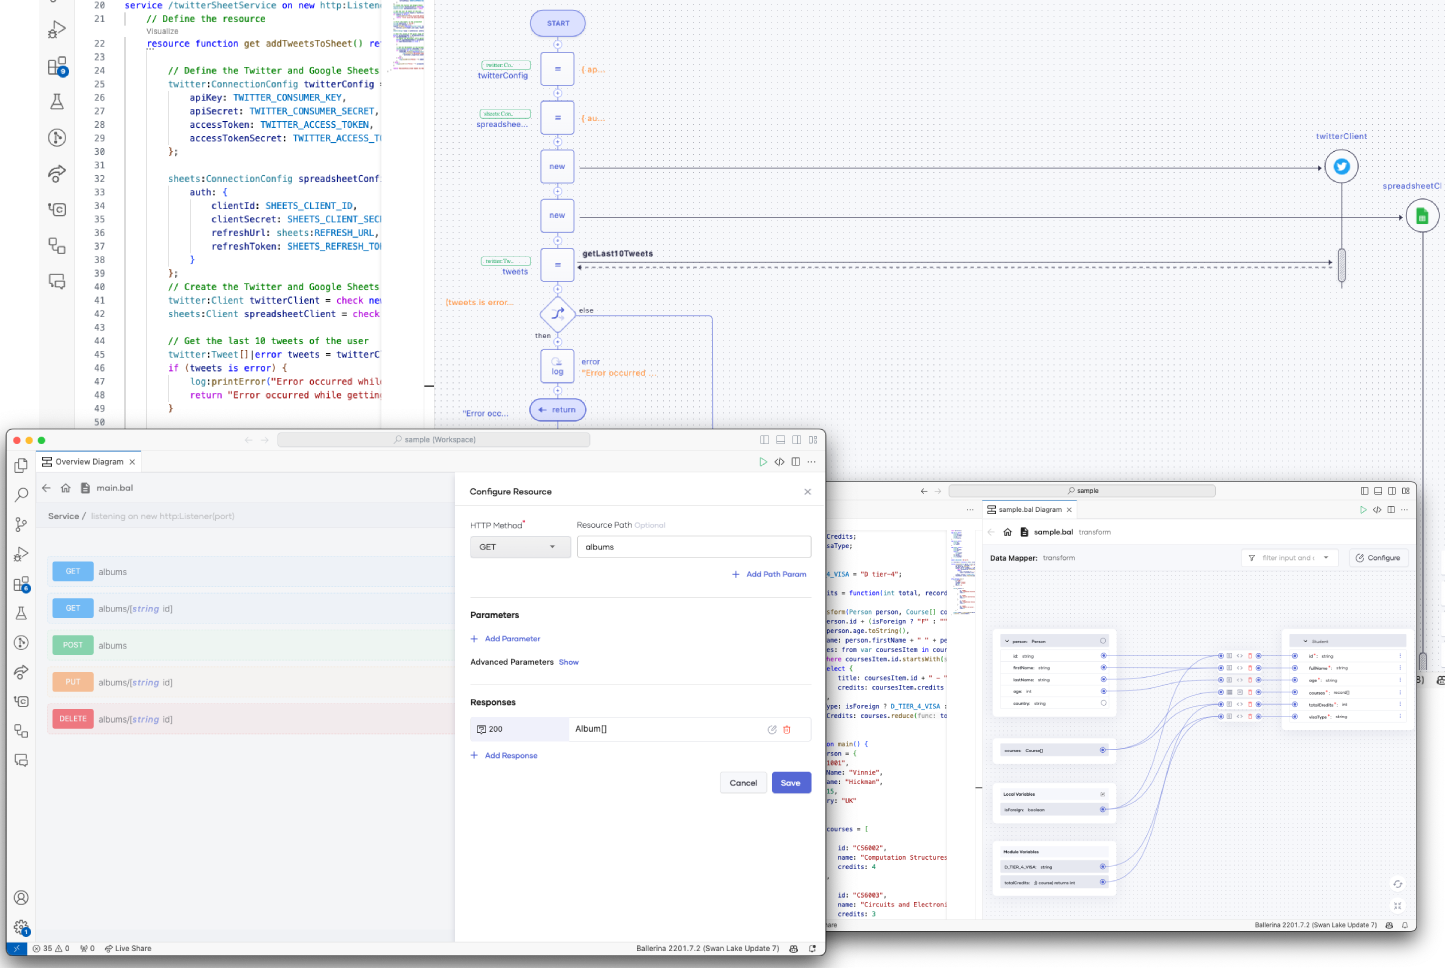 20 service /twitterSheetService on new http:Listene
21 // Define the resource
Visualize
22 resource function get addTweetsToSheet() re
23
24 // Define the Twitter and Google Sheets
25 twitter:ConnectionConfig twitterConfig =
26 apiKey: TWITTER_CONSUMER_KEY,
27 apiSecret: TWITTER_CONSUMER_SECRET,
28 accessToken: TWITTER_ACCESS_TOKEN,
29 accessTokenSecret: TWITTER_ACCESS_T
30 };
31
32 sheets:ConnectionConfig spreadsheetConf
33 auth: {
34 clientId: SHEETS_CLIENT_ID,
35 clientSecret: SHEETS_CLIENT_SEC
36 refreshUrl: sheets:REFRESH_URL,
37 refreshToken: SHEETS_REFRESH_TO
38 }
39 };
40 // Create the Twitter and Google Sheets
41 twitter:Client twitterClient = check ne
42 sheets:Client spreadsheetClient = check
43
44 // Get the last 10 tweets of the user
45 twitter:Tweet[]|error tweets = twitterC
46 if (tweets is error) {
47 log:printError("Error occurred whil
48 return "Error occurred while getting
49 }
50
9
START
twitter:Co...
twitterConfig
=
{ ap...
sheets:Con...
spreadshee...
=
{ au...
new
twitterClient
new
spreadsheetCl
twitter:Tw...
tweets
=
getLast10Tweets
(tweets is error...
else
then
log
error
"Error occurred ...
"Error occ...
return
sample (Workspace)
Overview Diagram
main.bal
Service / listening on new http:Listener(port)
GET albums
GET albums/[string id]
POST albums
PUT albums/[string id]
DELETE albums/[string id]
6
1
Configure Resource
HTTP Method*
Resource Path Optional
GET
albums
Add Path Param
Parameters
Add Parameter
Advanced Parameters Show
Responses
200 Album[]
Add Response
Cancel
Save
35 0 0 Live Share
Ballerina 2201.7.2 (Swan Lake Update 7)
sample
sample.bal Diagram
sample.bal transform
Data Mapper: transform
filter input and o
Configure
Credits;
isaType;
_4_VISA = "D tier-4";
its = function(int total, record
sform(Person person, Course[] co
erson.id + (isForeign ? "F" : ""
person.age.toString(),
ame: person.firstName + " " + pe
es: from var coursesItem in cour
here coursesItem.id.startsWith(
elect {
title: coursesItem.id + " - "
credits: coursesItem.credits
ype: isForeign ? D_TIER_4_VISA :
Credits: courses.reduce(func: to
on main() {
erson = {
1001",
Name: "Vinnie",
ame: "Hickman",
15,
ry: "UK"
courses = [
id: "CS6002",
name: "Computation Structures
credits: 4
,
id: "CS6003",
name: "Circuits and Electroni
credits: 3
person: Person
id: string
firstName: string
lastName: string
age: int
country: string
courses: Course[]
Local Variables
isForeign: boolean
Module Variables
D_TIER_4_VISA: string
Student
id*: string
fullName*: string
age*: string
courses*: record[]
totalCredits*: int
visaType*: string
hare
Ballerina 2201.7.2 (Swan Lake Update 7)